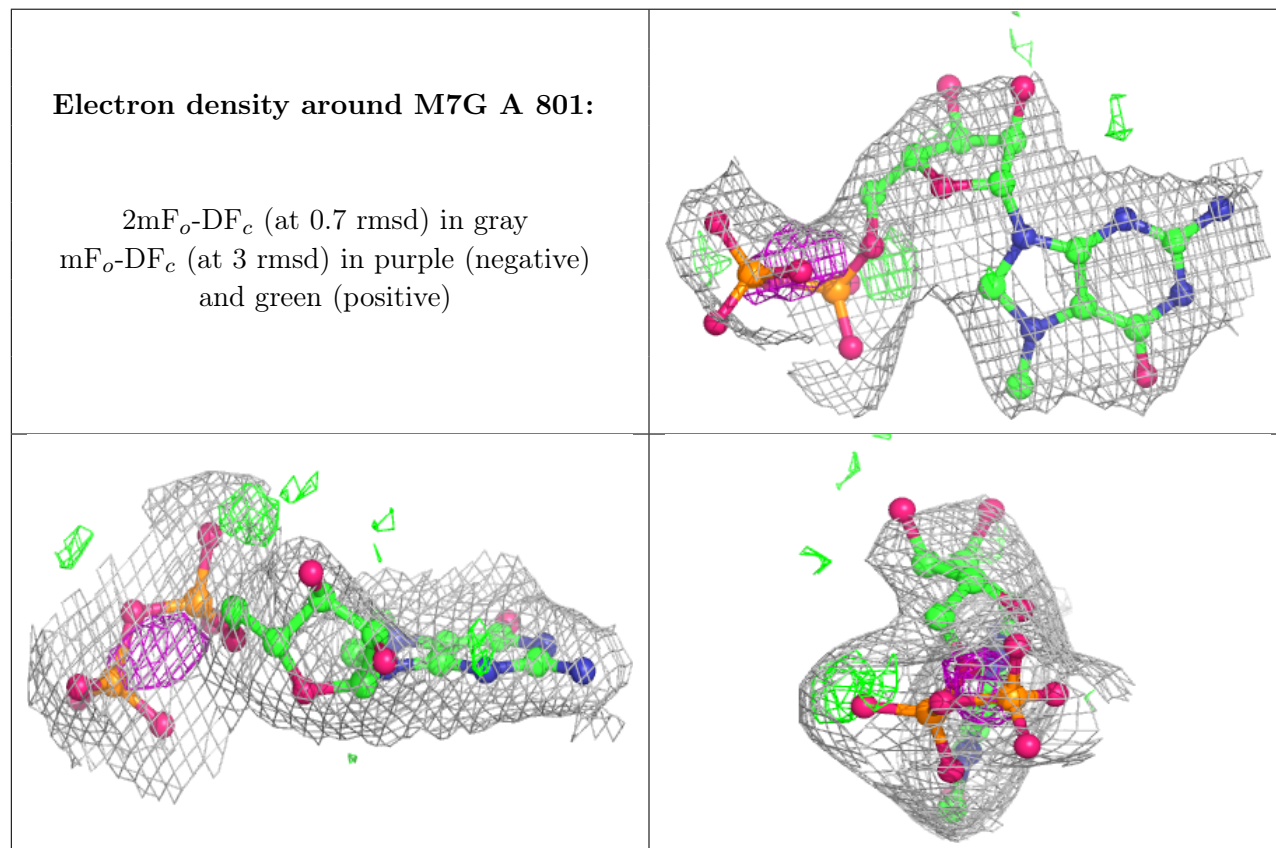 Electron density around M7G A 801:
2mFo-DFc (at 0.7 rmsd) in gray
mFo-DFc (at 3 rmsd) in purple (negative)
and green (positive)